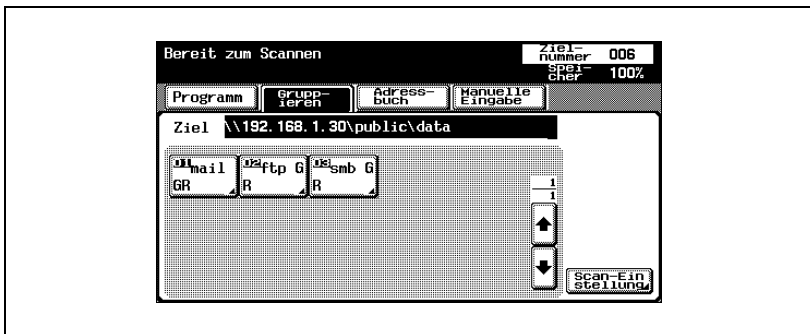 Bereit zum Scannen
Ziel-
nummer 006
Spei-
cher 100%
Programm
Grupp-
ieren
Adress-
buch
Manuelle
Eingabe
Ziel \\192.168.1.30\public\data
01 mail
GR
02 ftp G
R
03 smb G
R
1
1
Scan-Ein
stellung